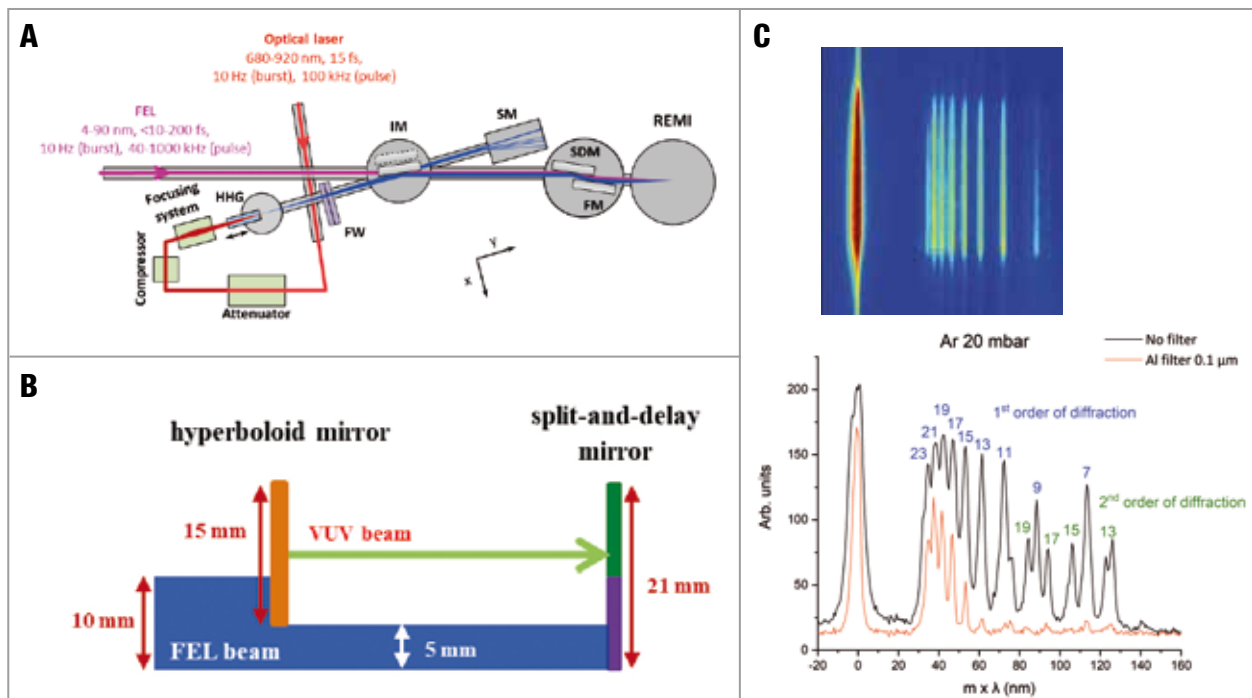 A
Optical laser
680-920 nm, 15 fs,
10 Hz (burst), 100 kHz (pulse)
FEL
4-90 nm, <10-200 fs,
10 Hz (burst), 40-1000 kHz (pulse)
IM
SM
SDM
REMI
FM
Focusing
system
HHG
FW
Compressor
Attenuator
y
x
B
hyperboloid mirror
split-and-delay
mirror
15 mm
VUV beam
21 mm
10 mm
FEL beam
5 mm
C
Ar 20 mbar
No filter
Al filter 0.1 µm
1st order of diffraction
2nd order of diffraction
23
21
19
17
15
13
11
9
7
19
17
15
13
Arb. units
200
150
100
50
0
-20
0
20
40
60
80
100
120
140
160
m x λ (nm)